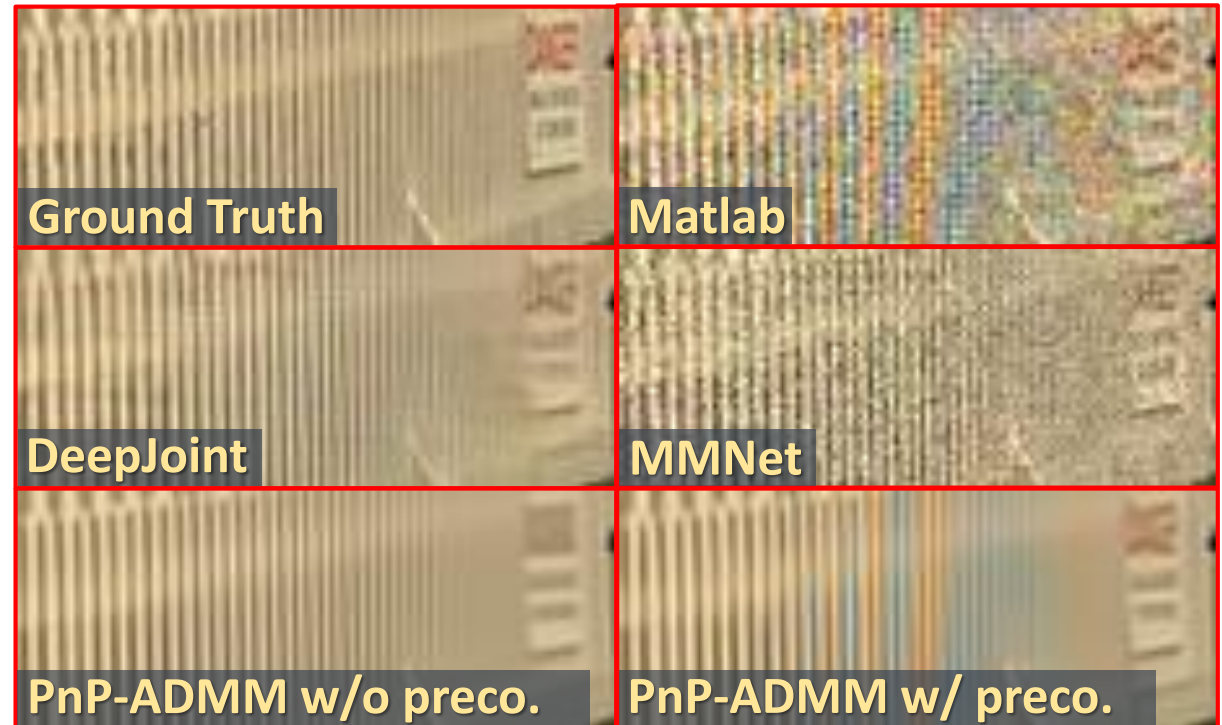 Ground Truth
Matlab
DeepJoint
MMNet
PnP-ADMM w/o preco.
PnP-ADMM w/ preco.